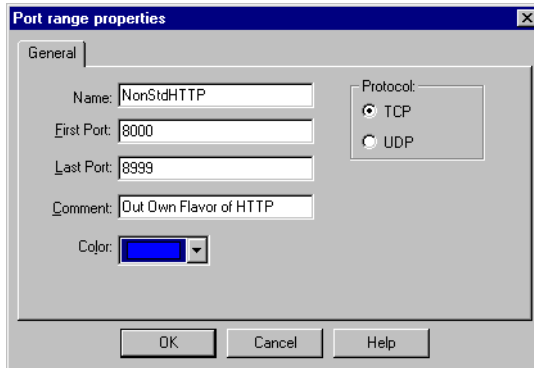 Port range properties
General
Name: NonStdHTTP
First Port: 8000
Last Port: 8999
Comment: Out Own Flavor of HTTP
Color:
Protocol:
TCP
UDP
OK Cancel Help